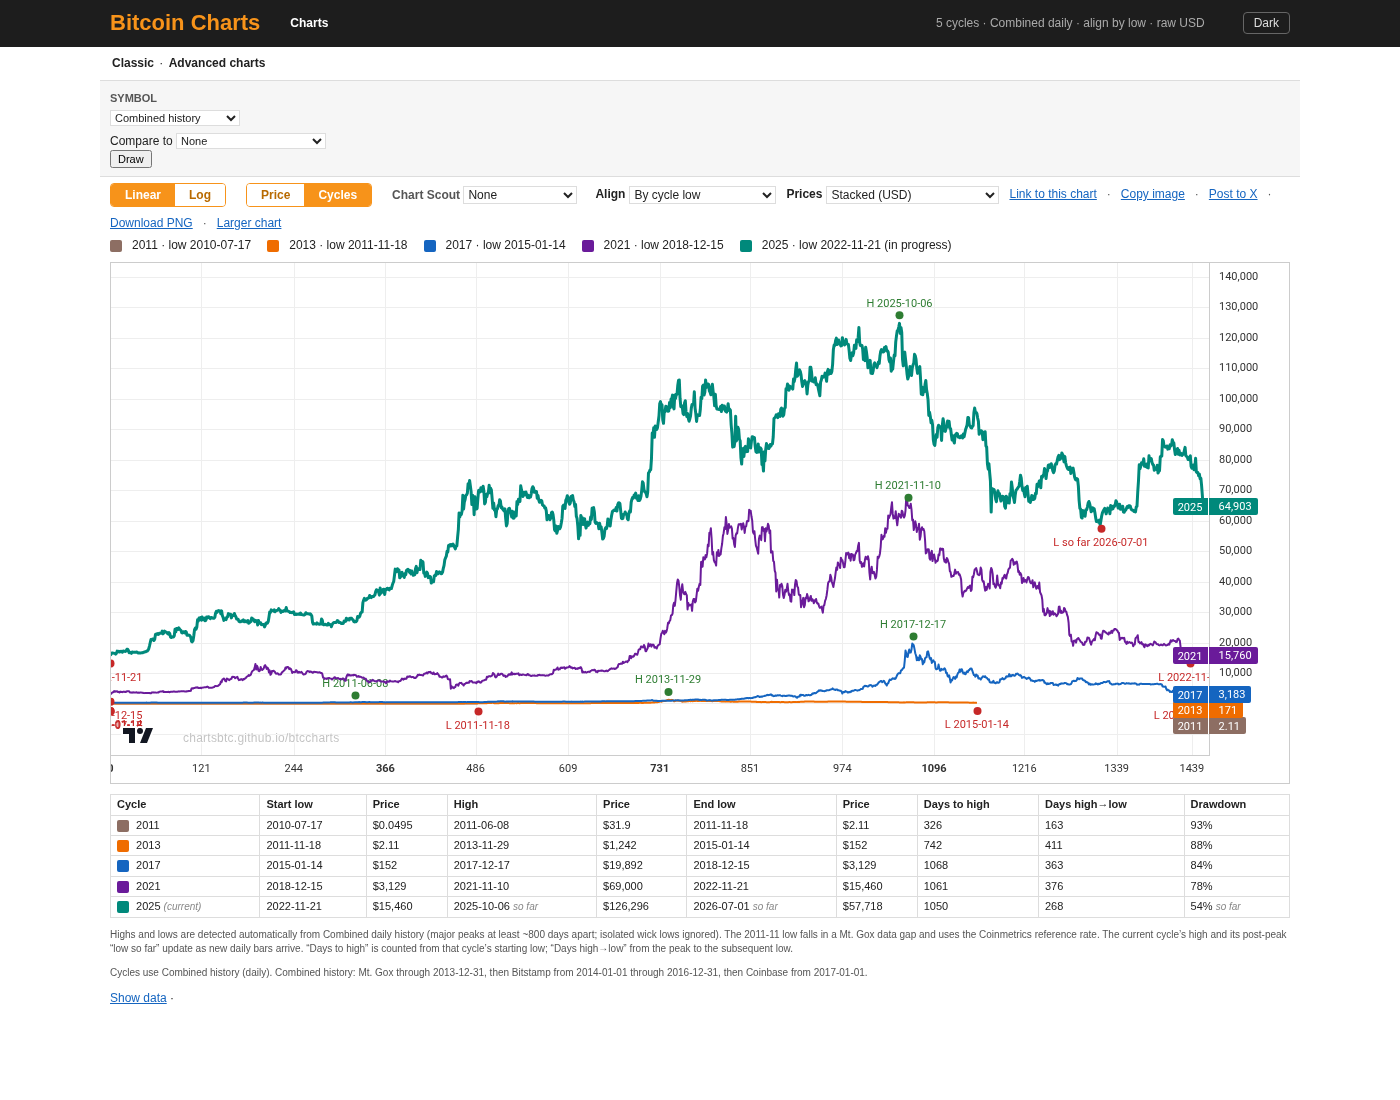 Bitcoin Charts Charts 5 cycles · Combined daily · align by low · raw USD Dark
Classic · Advanced charts
SYMBOL
Combined history
Compare to None
Draw
Linear Log Price Cycles Chart Scout None Align By cycle low Prices Stacked (USD) Link to this chart · Copy image · Post to X ·
Download PNG · Larger chart
2011 · low 2010-07-17 2013 · low 2011-11-18 2017 · low 2015-01-14 2021 · low 2018-12-15 2025 · low 2022-11-21 (in progress)
140,000
H 2025-10-06
130,000
120,000
110,000
100,000
90,000
80,000
H 2021-11-10
70,000
2025 64,903
60,000
L so far 2026-07-01
50,000
40,000
30,000
H 2017-12-17
20,000
2021 15,760
-11-21
H 2011-06-08
H 2013-11-29
L 2022-11-
10,000
2017 3,183
12-15
L 2011-11-18
L 2015-01-14
L 20
2013 171
2011 2.11
chartsbtc.github.io/btccharts
121 244 366 486 609 731 851 974 1096 1216 1339 1439
Cycle Start low Price High Price End low Price Days to high Days high→low Drawdown
2011 2010-07-17 $0.0495 2011-06-08 $31.9 2011-11-18 $2.11 326 163 93%
2013 2011-11-18 $2.11 2013-11-29 $1,242 2015-01-14 $152 742 411 88%
2017 2015-01-14 $152 2017-12-17 $19,892 2018-12-15 $3,129 1068 363 84%
2021 2018-12-15 $3,129 2021-11-10 $69,000 2022-11-21 $15,460 1061 376 78%
2025 (current) 2022-11-21 $15,460 2025-10-06 so far $126,296 2026-07-01 so far $57,718 1050 268 54% so far
Highs and lows are detected automatically from Combined daily history (major peaks at least ~800 days apart; isolated wick lows ignored). The 2011-11 low falls in a Mt. Gox data gap and uses the Coinmetrics reference rate. The current cycle's high and its post-peak
"low so far" update as new daily bars arrive. "Days to high" is counted from that cycle's starting low; "Days high→low" from the peak to the subsequent low.
Cycles use Combined history (daily). Combined history: Mt. Gox through 2013-12-31, then Bitstamp from 2014-01-01 through 2016-12-31, then Coinbase from 2017-01-01.
Show data ·